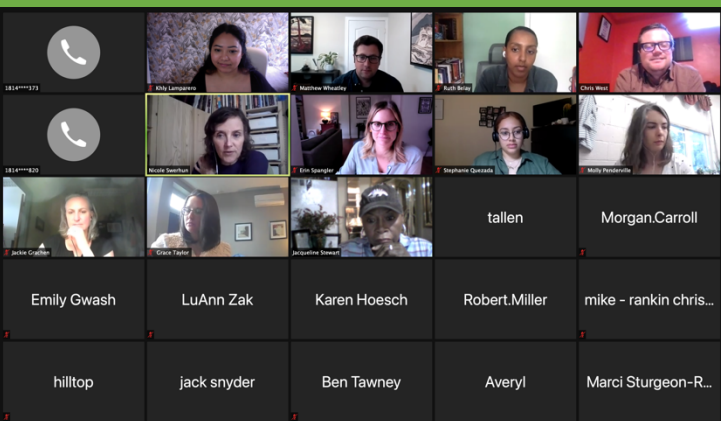 1814****373
Khly Lamparero
Matthew Wheatley
Ruth Belay
Chris West
1814****820
Nicole Swerhun
Erin Spangler
Stephanie Quezada
Molly Penderville
Jackie Grachen
Grace Taylor
Jacqueline Stewart
tallen
Morgan.Carroll
Emily Gwash
LuAnn Zak
Karen Hoesch
Robert.Miller
mike - rankin chris...
hilltop
jack snyder
Ben Tawney
Averyl
Marci Sturgeon-R...